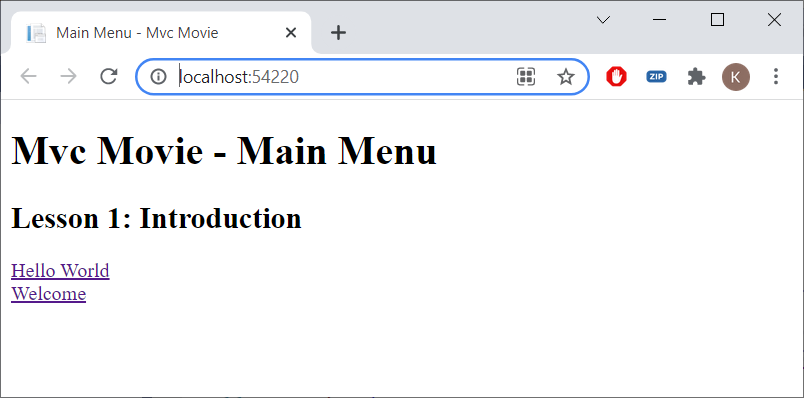 Main Menu - Mvc Movie
localhost:54220
ZIP
K
Mvc Movie - Main Menu
Lesson 1: Introduction
Hello World
Welcome